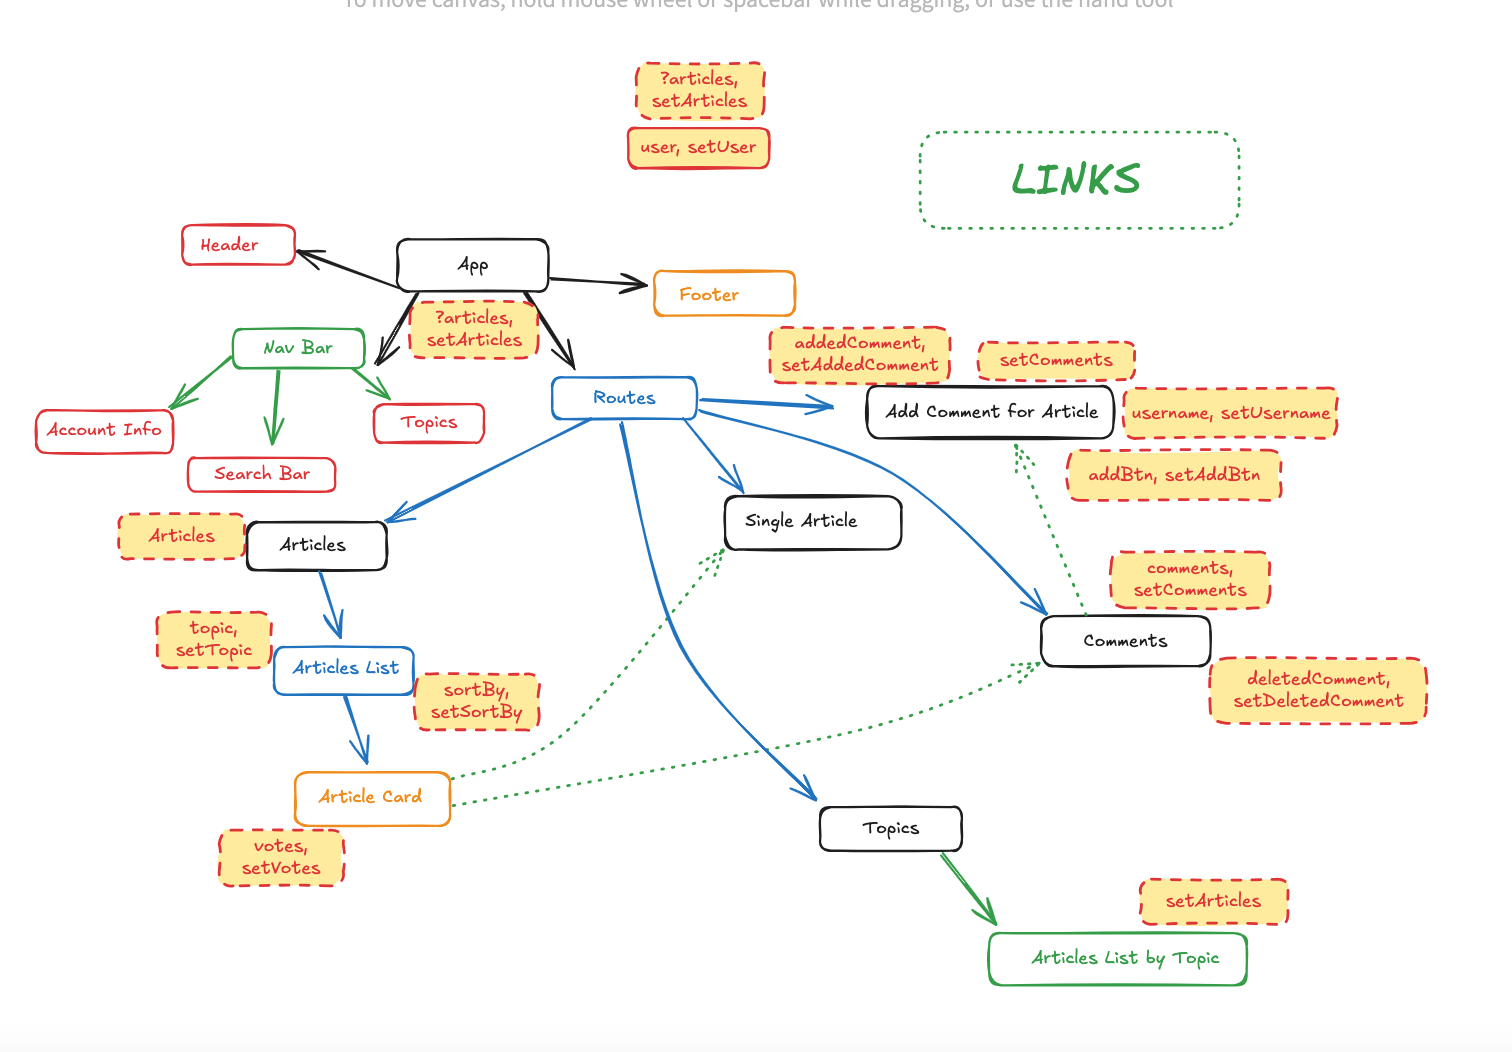 To move canvas, hold mouse wheel or spacebar while dragging, or use the hand tool
?articles,
setArticles
user, setUser
LINKS
Header
App
Footer
?articles,
setArticles
Nav Bar
addedComment,
setAddedComment
setComments
Routes
Add Comment for Article
username, setUsername
Account Info
Topics
Search Bar
addBtn, setAddBtn
Articles
Articles
Single Article
comments,
setComments
topic,
setTopic
Comments
Articles List
sortBy,
setSortBy
deletedComment,
setDeletedComment
Article Card
Topics
votes,
setVotes
setArticles
Articles List by Topic